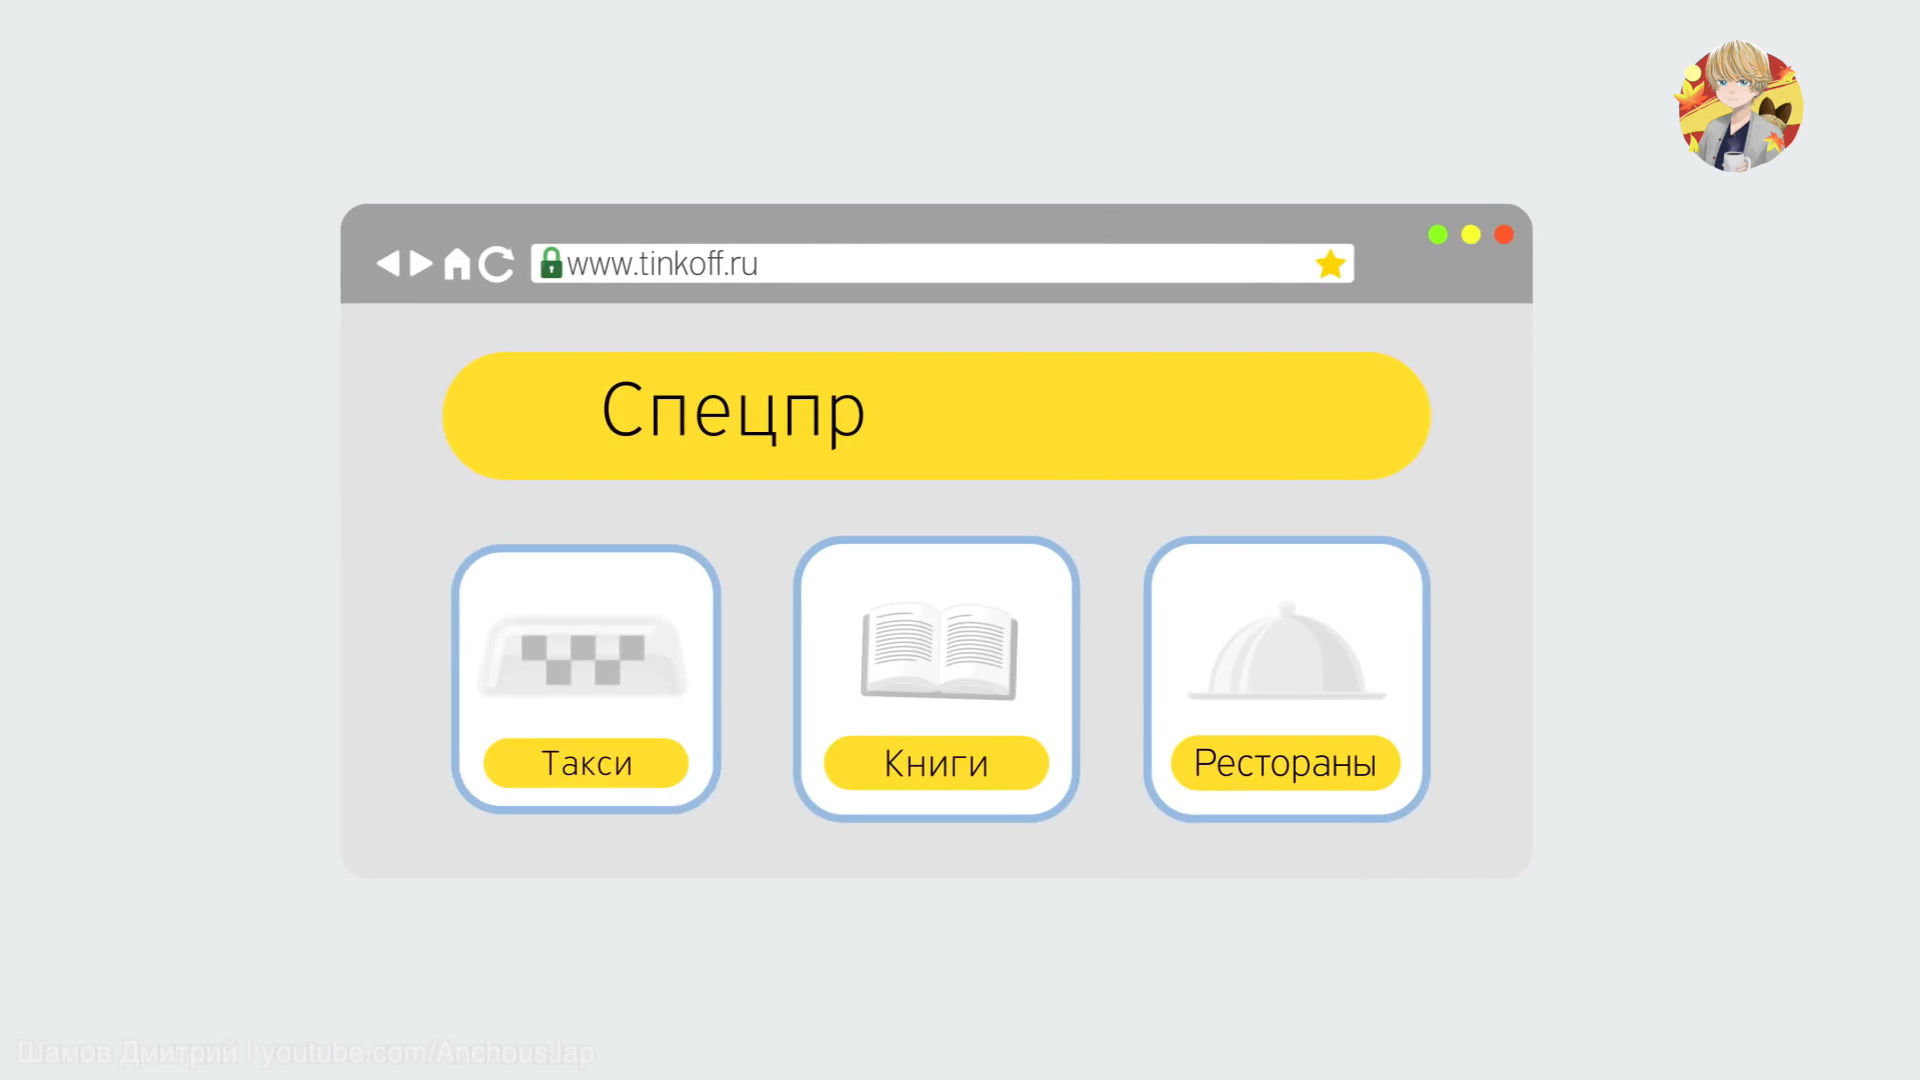 www.tinkoff.ru
Спецпр
Такси
Книги
Рестораны
Шамов Дмитрий | youtube.com/AnchousJap